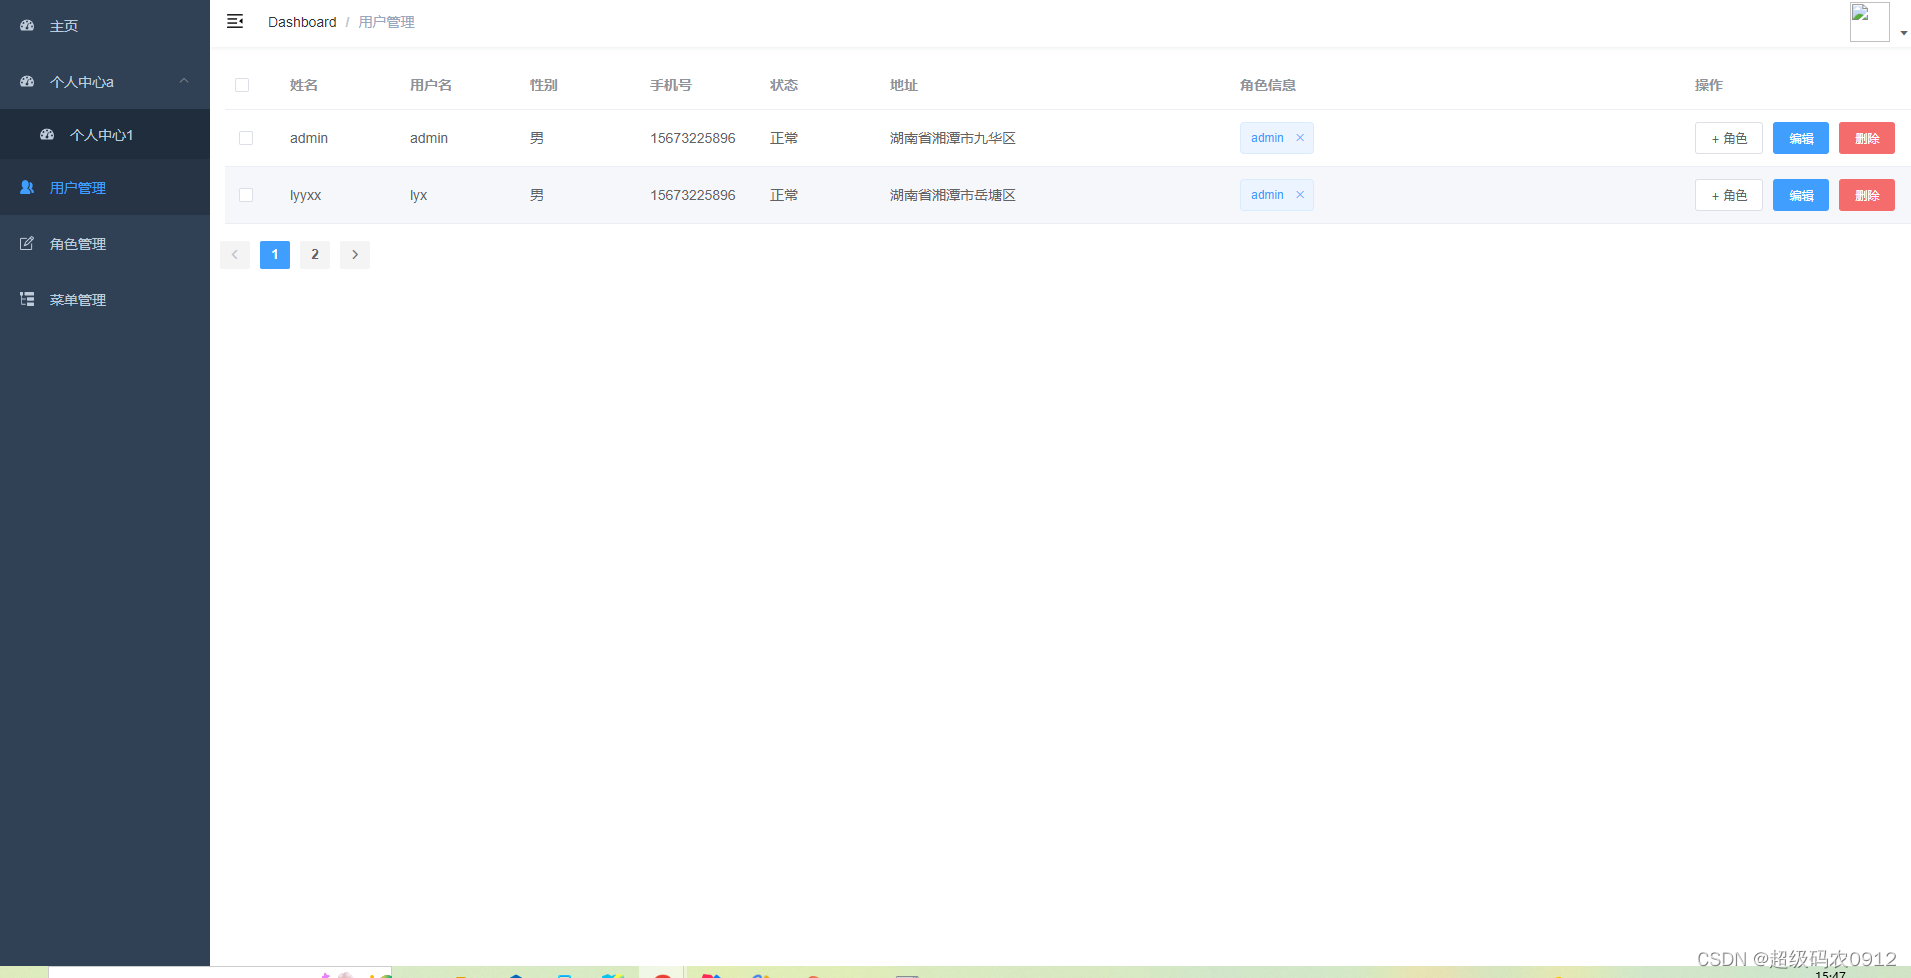 主页
个人中心a
个人中心1
用户管理
角色管理
菜单管理
Dashboard / 用户管理
姓名 用户名 性别 手机号 状态 地址 角色信息 操作
admin admin 男 15673225896 正常 湖南省湘潭市九华区 admin × + 角色 编辑 删除
lyyxx lyx 男 15673225896 正常 湖南省湘潭市岳塘区 admin × + 角色 编辑 删除
< 1 2 >
CSDN @超级码农0912
15:47